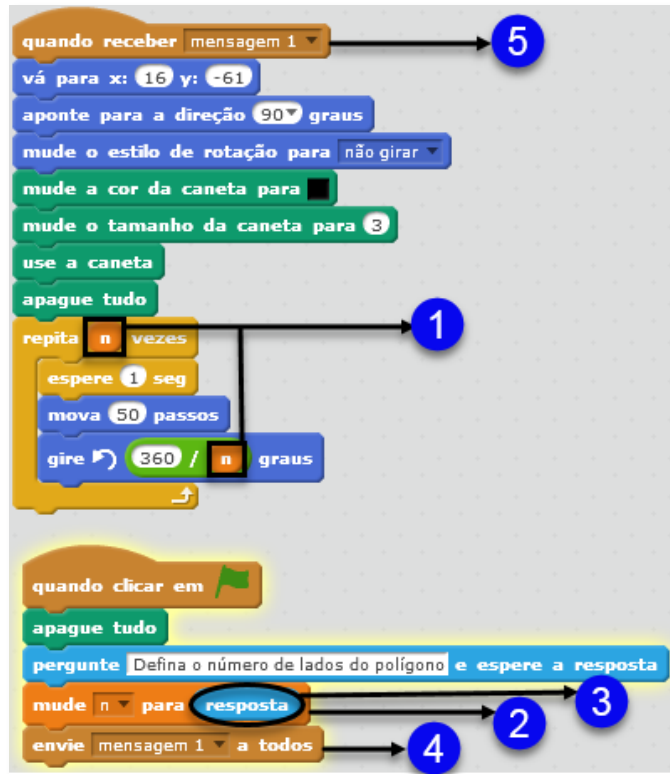 quando receber mensagem 1
5
vá para x: 16 y: -61
aponte para a direção 90 graus
mude o estilo de rotação para não girar
mude a cor da caneta para
mude o tamanho da caneta para 3
use a caneta
apague tudo
repita n vezes
1
espere 1 seg
mova 50 passos
gire 360 / n graus
quando clicar em
apague tudo
pergunte Defina o número de lados do polígono e espere a resposta
mude n para resposta
3
2
envie mensagem 1 a todos
4